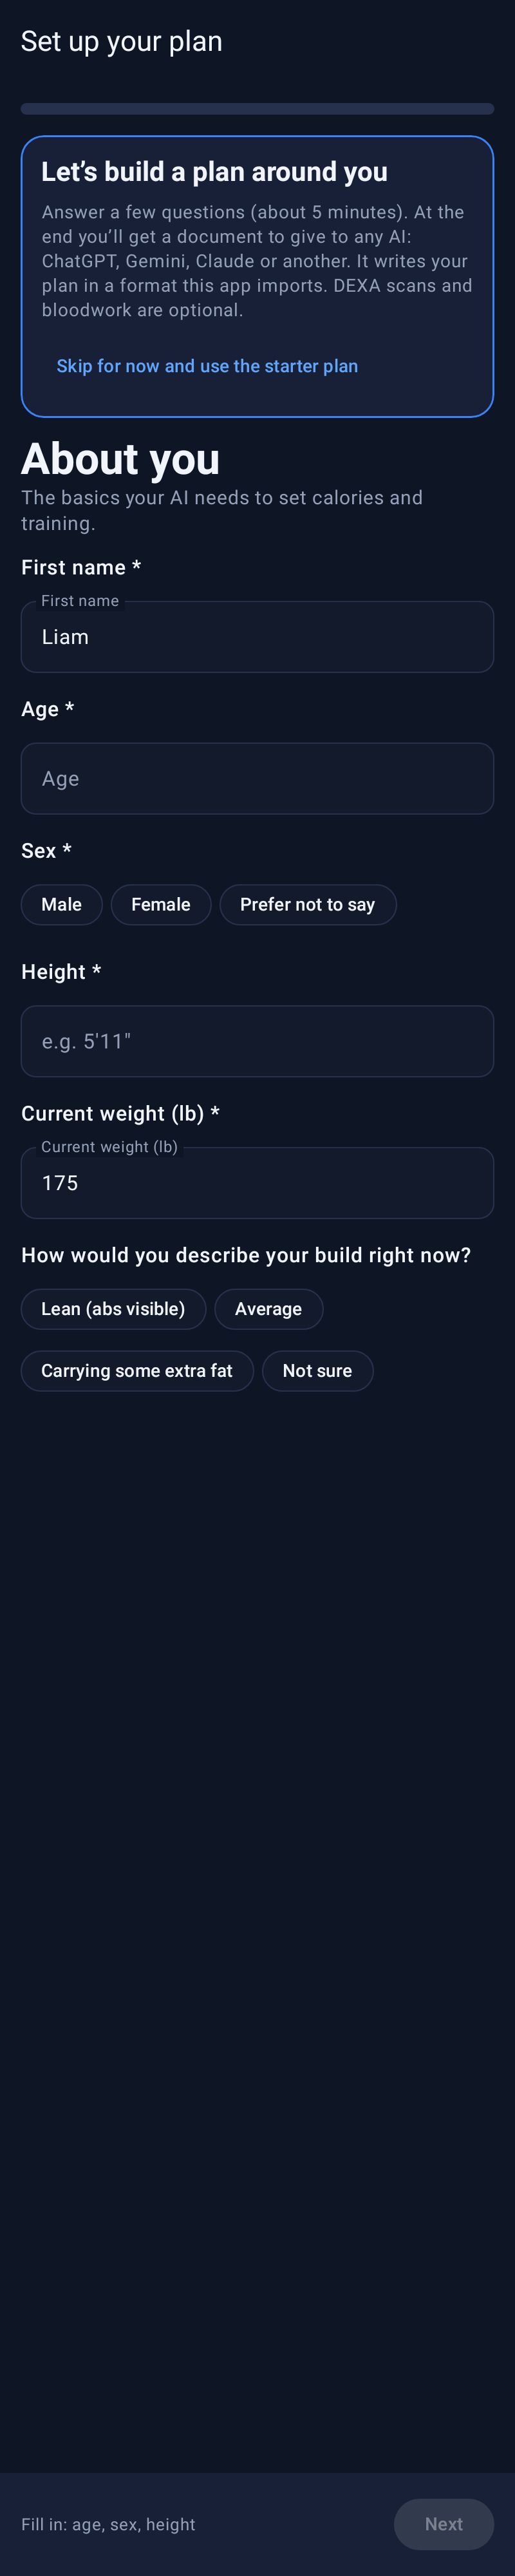 Set up your plan
Let’s build a plan around you
Answer a few questions (about 5 minutes). At the
end you’ll get a document to give to any AI:
ChatGPT, Gemini, Claude or another. It writes your
plan in a format this app imports. DEXA scans and
bloodwork are optional.
Skip for now and use the starter plan
About you
The basics your AI needs to set calories and
training.
First name *
First name
Liam
Age *
Age
Sex *
Male Female Prefer not to say
Height *
e.g. 5'11"
Current weight (lb) *
Current weight (lb)
175
How would you describe your build right now?
Lean (abs visible) Average
Carrying some extra fat Not sure
Fill in: age, sex, height Next